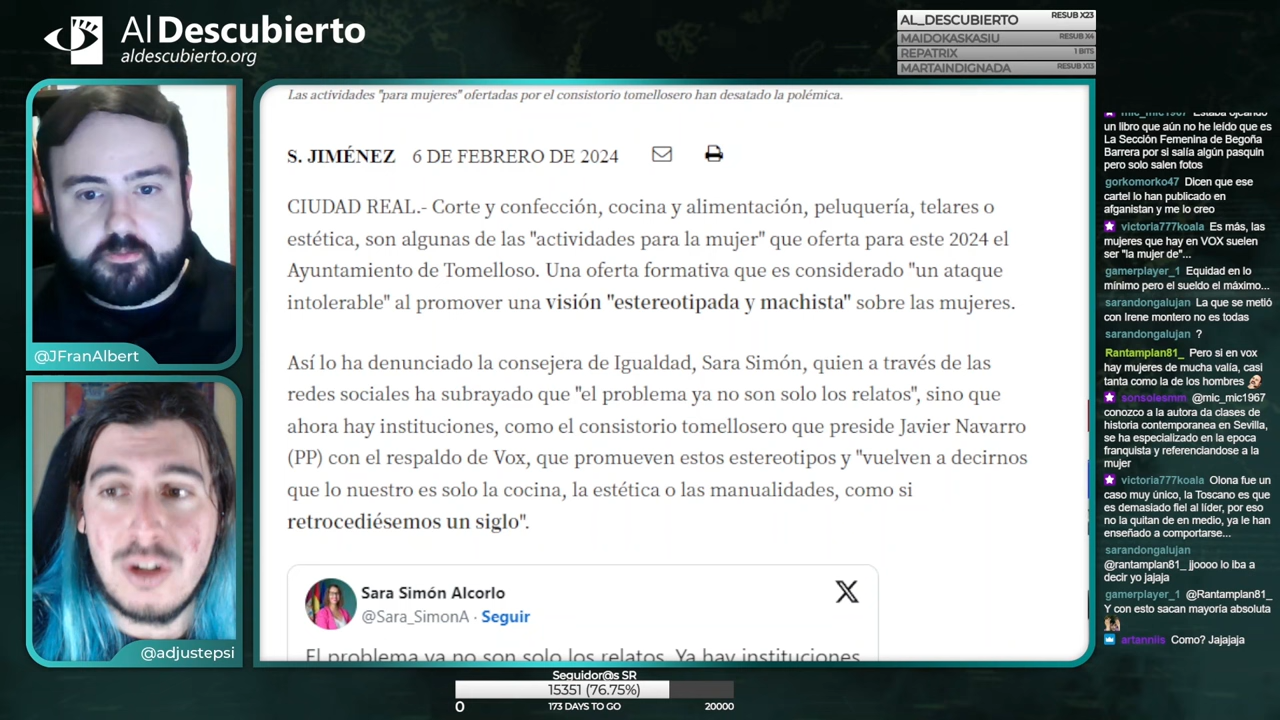 Al Descubierto
aldescubierto.org
AL_DESCUBIERTO RESUB X23
MAIDOKASKASIU RESUB X4
REPATRIX 1 BITS
MARTAINDIGNADA RESUB X13
@JFranAlbert
@adjustepsi
Las actividades "para mujeres" ofertadas por el consistorio tomellosero han desatado la polémica.
S. JIMÉNEZ 6 DE FEBRERO DE 2024
CIUDAD REAL.- Corte y confección, cocina y alimentación, peluquería, telares o
estética, son algunas de las "actividades para la mujer" que oferta para este 2024 el
Ayuntamiento de Tomelloso. Una oferta formativa que es considerado "un ataque
intolerable" al promover una visión "estereotipada y machista" sobre las mujeres.
Así lo ha denunciado la consejera de Igualdad, Sara Simón, quien a través de las
redes sociales ha subrayado que "el problema ya no son solo los relatos", sino que
ahora hay instituciones, como el consistorio tomellosero que preside Javier Navarro
(PP) con el respaldo de Vox, que promueven estos estereotipos y "vuelven a decirnos
que lo nuestro es solo la cocina, la estética o las manualidades, como si
retrocediésemos un siglo".
Sara Simón Alcorlo
@Sara_SimonA · Seguir
El problema ya no son solo los relatos. Ya hay instituciones
mic_mic1967 Estaba ojeando
un libro que aún no he leído que es
La Sección Femenina de Begoña
Barrera por si salía algún pasquin
pero solo salen fotos
gorkomorko47 Dicen que ese
cartel lo han publicado en
afganistan y me lo creo
victoria777koala Es más, las
mujeres que hay en VOX suelen
ser "la mujer de"...
gamerplayer_1 Equidad en lo
mínimo pero el sueldo el máximo...
sarandongalujan La que se metió
con Irene montero no es todas
sarandongalujan ?
Rantamplan81_ Pero si en vox
hay mujeres de mucha valía, casi
tanta como la de los hombres
sonsolesmm @mic_mic1967
conozco a la autora da clases de
historia contemporanea en Sevilla,
se ha especializado en la epoca
franquista y referenciandose a la
mujer
victoria777koala Olona fue un
caso muy único, la Toscano es que
es demasiado fiel al líder, por eso
no la quitan de en medio, ya le han
enseñado a comportarse...
sarandongalujan
@rantamplan81_ jjoooo lo iba a
decir yo jajaja
gamerplayer_1 @Rantamplan81_
Y con esto sacan mayoría absoluta
artanniis Como? Jajajaja
Seguidor@s SR
15351 (76.75%)
0 173 DAYS TO GO 20000